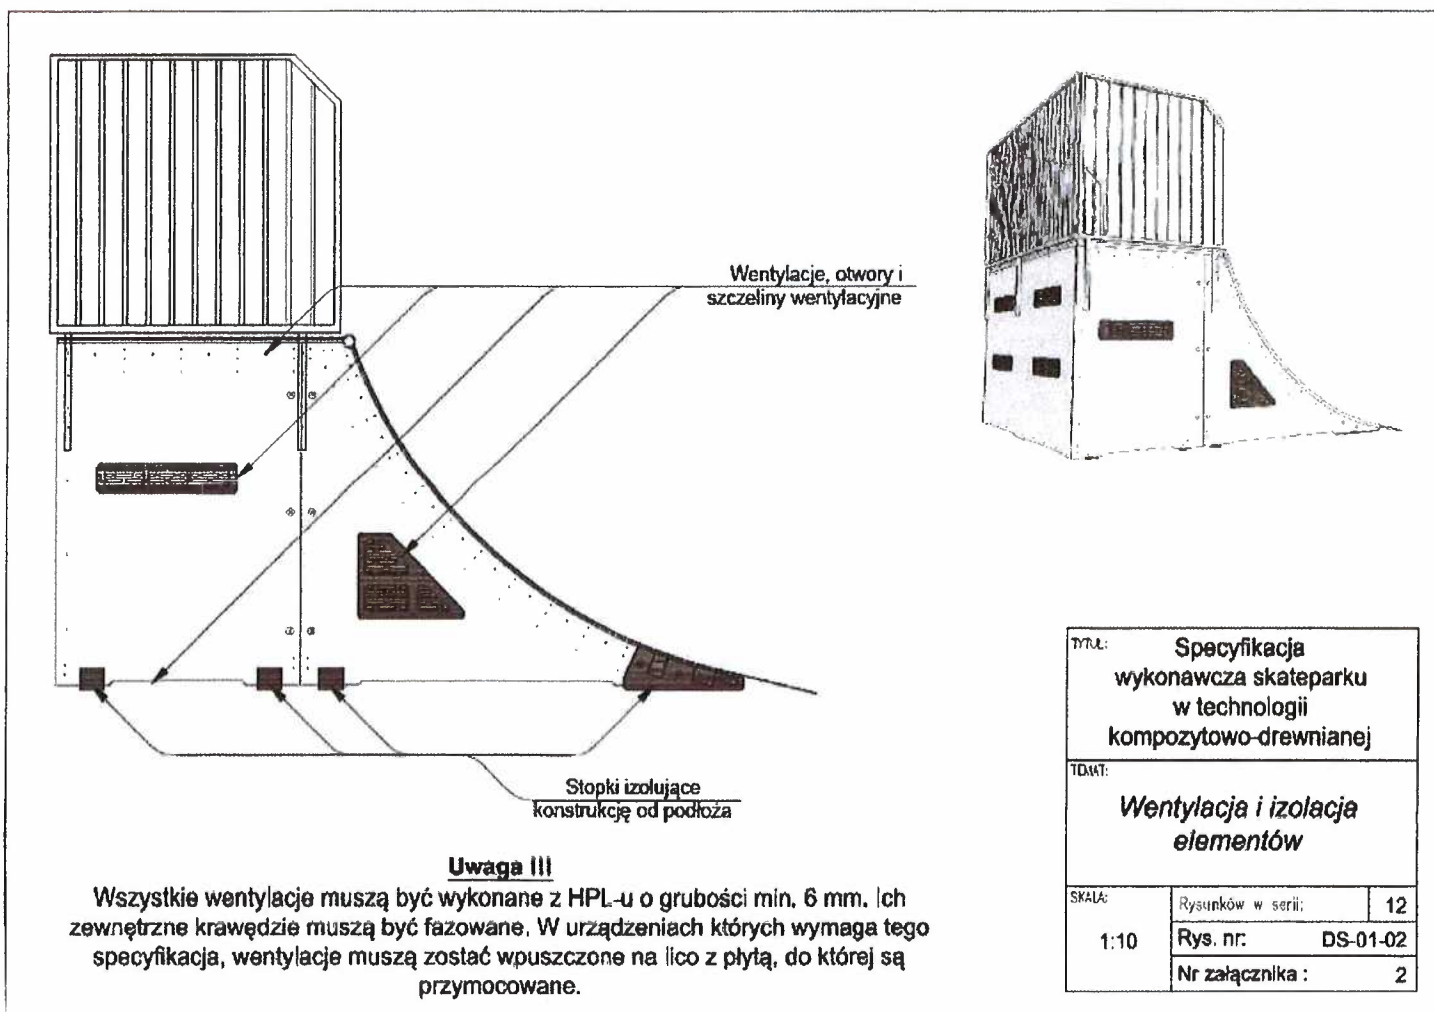 Wentylacje, otwory i
szczeliny wentylacyjne
Stopki izolujące
konstrukcję od podłoża
Uwaga III
Wszystkie wentylacje muszą być wykonane z HPL-u o grubości min. 6 mm. Ich
zewnętrzne krawędzie muszą być fazowane. W urządzeniach których wymaga tego
specyfikacja, wentylacje muszą zostać wpuszczone na lico z płytą, do której są
przymocowane.
TYTUŁ:
Specyfikacja
wykonawcza skateparku
w technologii
kompozytowo-drewnianej
TEMAT:
Wentylacja i izolacja
elementów
SKALA:
1:10
Rysunków w serii: 12
Rys. nr: DS-01-02
Nr załącznika : 2